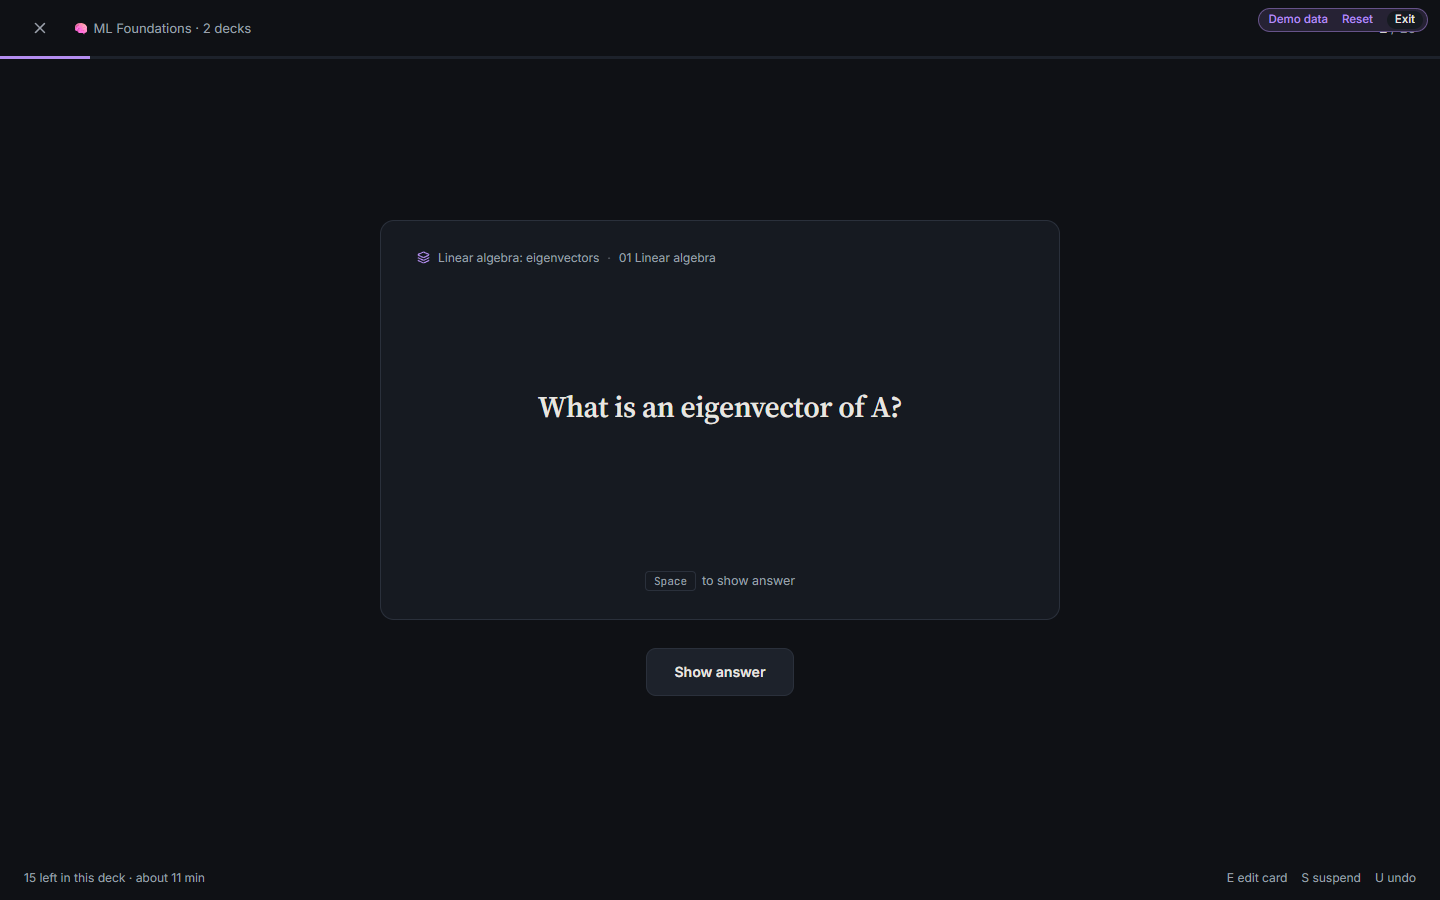 ML Foundations · 2 decks
Demo data Reset Exit
Linear algebra: eigenvectors · 01 Linear algebra
What is an eigenvector of A?
Space to show answer
Show answer
15 left in this deck · about 11 min
E edit card S suspend U undo